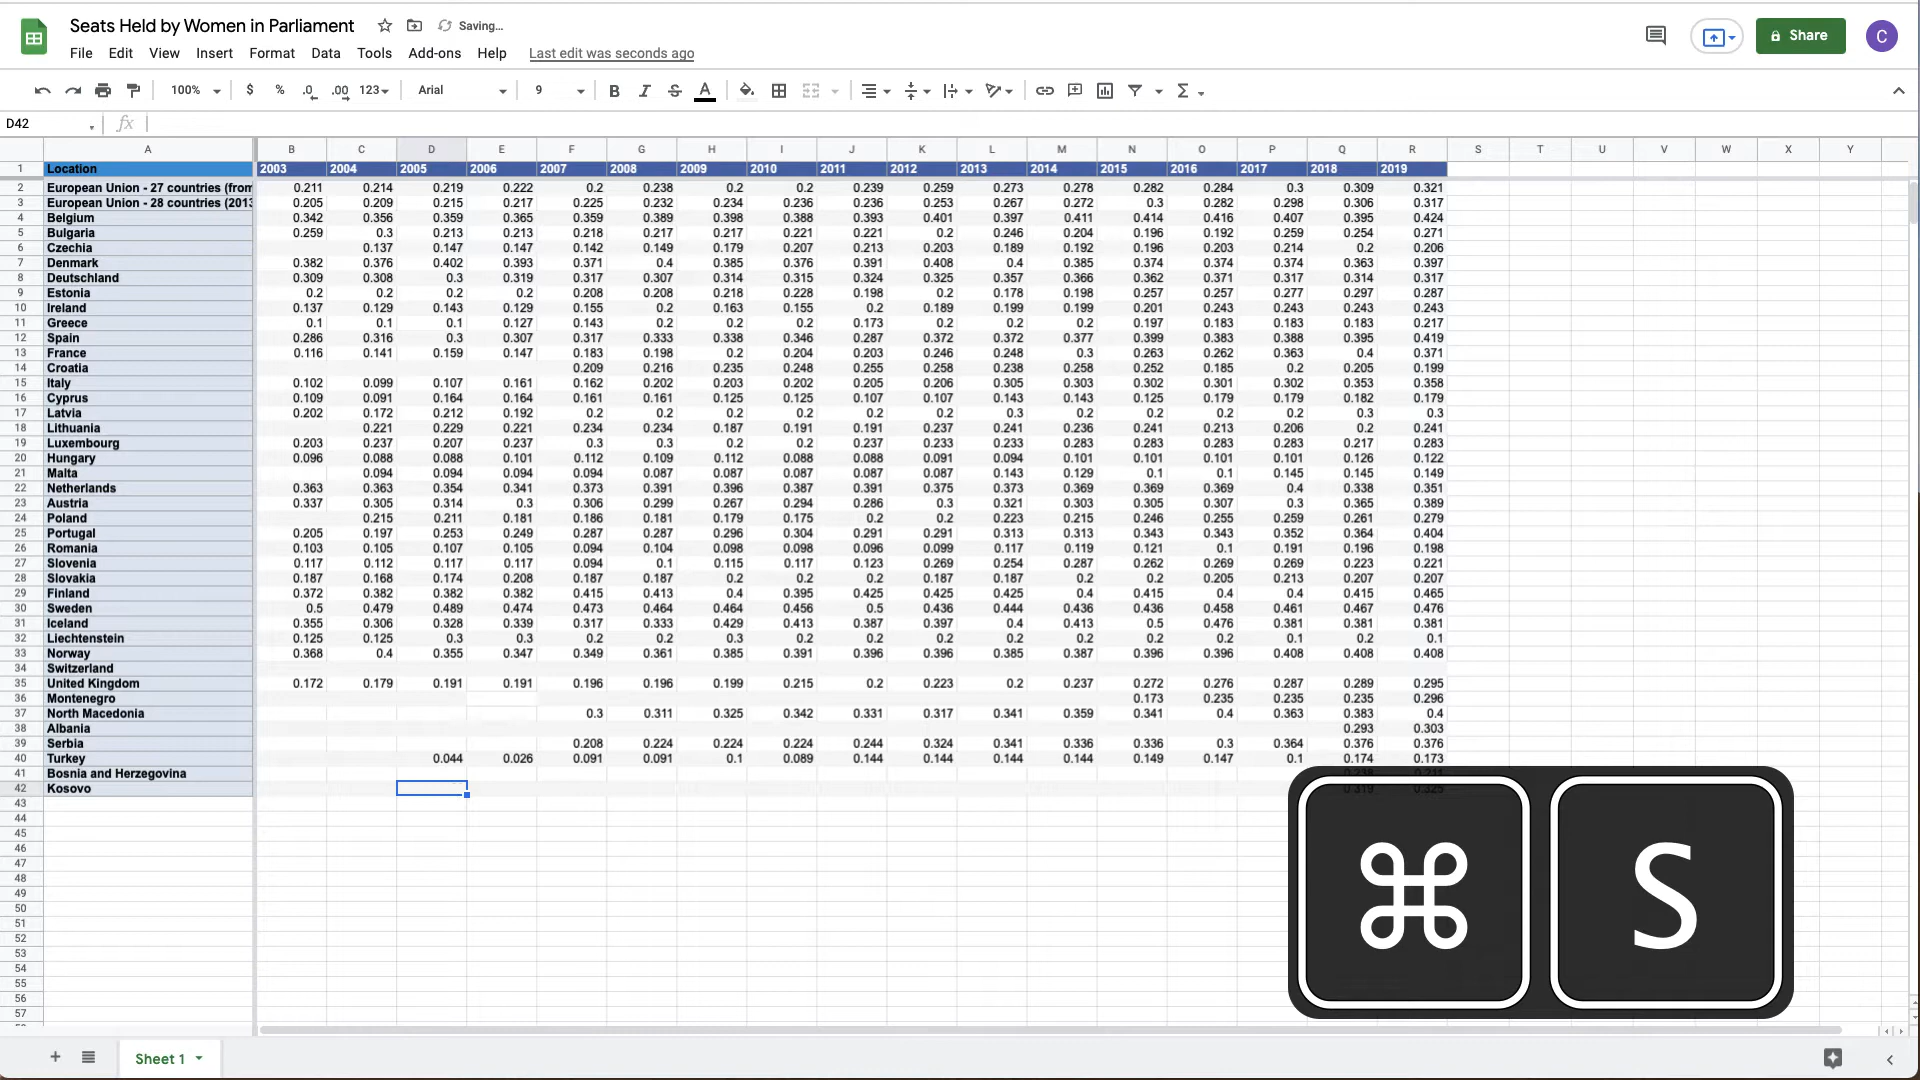 Seats Held by Women in Parliament Saving...
File Edit View Insert Format Data Tools Add-ons Help Last edit was seconds ago
Share
C
100% $ % .0 .00 123 Arial 9 B I S A Σ
D42 fx
A B C D E F G H I J K L M N O P Q R S T U V W X Y
1 Location 2003 2004 2005 2006 2007 2008 2009 2010 2011 2012 2013 2014 2015 2016 2017 2018 2019
2 European Union - 27 countries (from 0.211 0.214 0.219 0.222 0.2 0.238 0.2 0.2 0.239 0.259 0.273 0.278 0.282 0.284 0.3 0.309 0.321
3 European Union - 28 countries (2013 0.205 0.209 0.215 0.217 0.225 0.232 0.234 0.236 0.236 0.253 0.267 0.272 0.3 0.282 0.298 0.306 0.317
4 Belgium 0.342 0.356 0.359 0.365 0.359 0.389 0.398 0.388 0.393 0.401 0.397 0.411 0.414 0.416 0.407 0.395 0.424
5 Bulgaria 0.259 0.3 0.213 0.213 0.218 0.217 0.217 0.221 0.221 0.2 0.246 0.204 0.196 0.192 0.259 0.254 0.271
6 Czechia 0.137 0.147 0.147 0.142 0.149 0.179 0.207 0.213 0.203 0.189 0.192 0.196 0.203 0.214 0.2 0.206
7 Denmark 0.382 0.376 0.402 0.393 0.371 0.4 0.385 0.376 0.391 0.408 0.4 0.385 0.374 0.374 0.374 0.363 0.397
8 Deutschland 0.309 0.308 0.3 0.319 0.317 0.307 0.314 0.315 0.324 0.325 0.357 0.366 0.362 0.371 0.317 0.314 0.317
9 Estonia 0.2 0.2 0.2 0.2 0.208 0.208 0.218 0.228 0.198 0.2 0.178 0.198 0.257 0.257 0.277 0.297 0.287
10 Ireland 0.137 0.129 0.143 0.129 0.155 0.2 0.163 0.155 0.2 0.189 0.199 0.199 0.201 0.243 0.243 0.243 0.243
11 Greece 0.1 0.1 0.1 0.127 0.143 0.2 0.2 0.2 0.173 0.2 0.2 0.2 0.197 0.183 0.183 0.183 0.217
12 Spain 0.286 0.316 0.3 0.307 0.317 0.333 0.338 0.346 0.287 0.372 0.372 0.377 0.399 0.383 0.388 0.395 0.419
13 France 0.116 0.141 0.159 0.147 0.183 0.198 0.2 0.204 0.203 0.246 0.248 0.3 0.263 0.262 0.363 0.4 0.371
14 Croatia 0.209 0.216 0.235 0.248 0.255 0.258 0.238 0.258 0.252 0.185 0.2 0.205 0.199
15 Italy 0.102 0.099 0.107 0.161 0.162 0.202 0.203 0.202 0.205 0.206 0.305 0.303 0.302 0.301 0.302 0.353 0.358
16 Cyprus 0.109 0.091 0.164 0.164 0.161 0.161 0.125 0.125 0.107 0.107 0.143 0.143 0.125 0.179 0.179 0.182 0.179
17 Latvia 0.202 0.172 0.212 0.192 0.2 0.2 0.2 0.2 0.2 0.2 0.3 0.2 0.2 0.2 0.2 0.3 0.3
18 Lithuania 0.221 0.229 0.221 0.234 0.234 0.187 0.191 0.191 0.237 0.241 0.236 0.241 0.213 0.206 0.2 0.241
19 Luxembourg 0.203 0.237 0.207 0.237 0.3 0.3 0.2 0.2 0.237 0.233 0.233 0.283 0.283 0.283 0.283 0.217 0.283
20 Hungary 0.096 0.088 0.088 0.101 0.112 0.109 0.112 0.088 0.088 0.091 0.094 0.101 0.101 0.101 0.101 0.126 0.122
21 Malta 0.094 0.094 0.094 0.094 0.087 0.087 0.087 0.087 0.087 0.143 0.129 0.1 0.1 0.145 0.145 0.149
22 Netherlands 0.363 0.363 0.354 0.341 0.373 0.391 0.396 0.387 0.391 0.375 0.373 0.369 0.369 0.369 0.4 0.338 0.351
23 Austria 0.337 0.305 0.314 0.3 0.306 0.299 0.267 0.294 0.286 0.3 0.321 0.303 0.305 0.307 0.3 0.365 0.389
24 Poland 0.215 0.211 0.181 0.186 0.181 0.179 0.175 0.2 0.2 0.223 0.215 0.246 0.255 0.259 0.261 0.279
25 Portugal 0.205 0.197 0.253 0.249 0.287 0.287 0.296 0.304 0.291 0.291 0.313 0.313 0.343 0.343 0.352 0.364 0.404
26 Romania 0.103 0.105 0.107 0.105 0.094 0.104 0.098 0.098 0.096 0.099 0.117 0.119 0.121 0.1 0.191 0.196 0.198
27 Slovenia 0.117 0.112 0.117 0.117 0.094 0.1 0.115 0.117 0.123 0.269 0.254 0.287 0.262 0.269 0.269 0.223 0.221
28 Slovakia 0.187 0.168 0.174 0.208 0.187 0.187 0.2 0.2 0.2 0.187 0.187 0.2 0.2 0.205 0.213 0.207 0.207
29 Finland 0.372 0.382 0.382 0.382 0.415 0.413 0.4 0.395 0.425 0.425 0.425 0.4 0.415 0.4 0.4 0.415 0.465
30 Sweden 0.5 0.479 0.489 0.474 0.473 0.464 0.464 0.456 0.5 0.436 0.444 0.436 0.436 0.458 0.461 0.467 0.476
31 Iceland 0.355 0.306 0.328 0.339 0.317 0.333 0.429 0.413 0.387 0.397 0.4 0.413 0.5 0.476 0.381 0.381 0.381
32 Liechtenstein 0.125 0.125 0.3 0.3 0.2 0.2 0.3 0.2 0.2 0.2 0.2 0.2 0.2 0.2 0.1 0.2 0.1
33 Norway 0.368 0.4 0.355 0.347 0.349 0.361 0.385 0.391 0.396 0.396 0.385 0.387 0.396 0.396 0.408 0.408 0.408
34 Switzerland
35 United Kingdom 0.172 0.179 0.191 0.191 0.196 0.196 0.199 0.215 0.2 0.223 0.2 0.237 0.272 0.276 0.287 0.289 0.295
36 Montenegro 0.173 0.235 0.235 0.235 0.296
37 North Macedonia 0.3 0.311 0.325 0.342 0.331 0.317 0.341 0.359 0.341 0.4 0.363 0.383 0.4
38 Albania 0.293 0.303
39 Serbia 0.208 0.224 0.224 0.224 0.244 0.324 0.341 0.336 0.336 0.3 0.364 0.376 0.376
40 Turkey 0.044 0.026 0.091 0.091 0.1 0.089 0.144 0.144 0.144 0.144 0.149 0.147 0.1 0.174 0.173
41 Bosnia and Herzegovina
42 Kosovo 0.319 0.325
43
44
45
46
47
48
49
50
51
52
53
54
55
56
57
⌘ S
Sheet 1